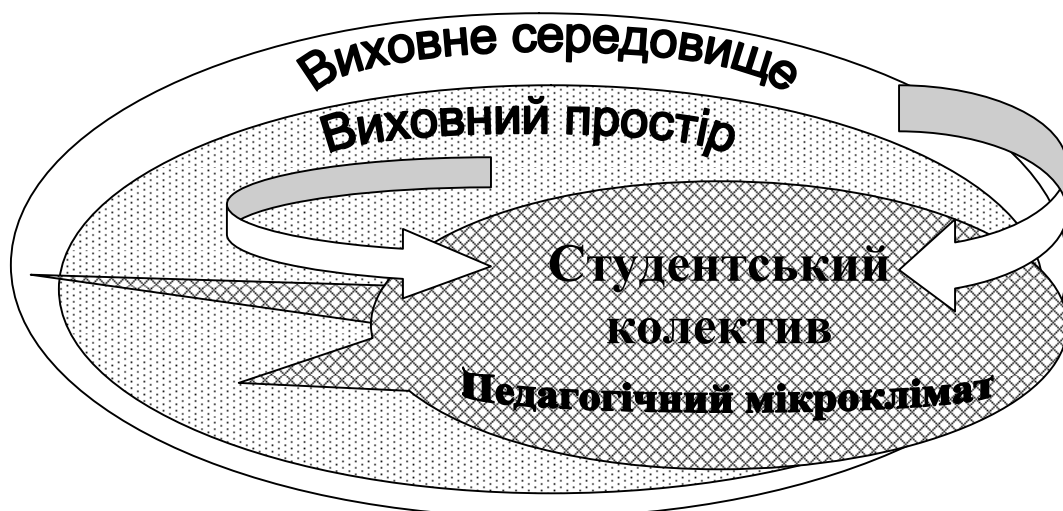 Виховне середовище
Виховний простір
Студентський
колектив
Педагогічний мікроклімат